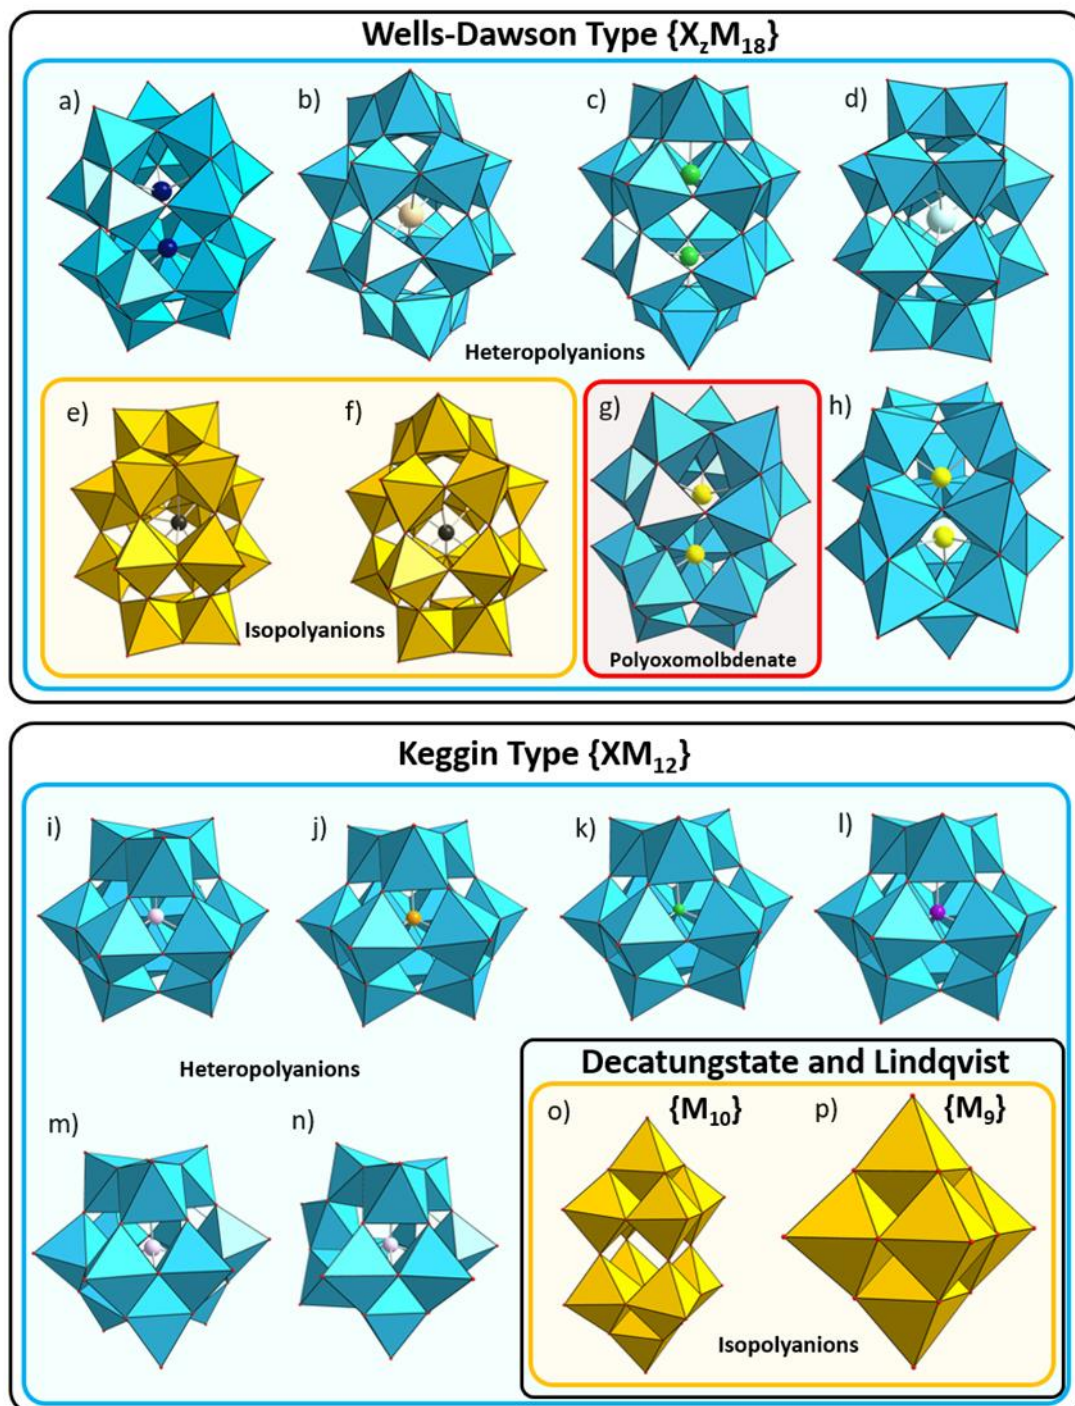 Wells-Dawson Type {XzM18}
a)
b)
c)
d)
Heteropolyanions
e)
f)
g)
h)
Isopolyanions
Polyoxomolbdenate
Keggin Type {XM12}
i)
j)
k)
l)
Heteropolyanions
Decatungstate and Lindqvist
m)
n)
o)
{M10}
p)
{M9}
Isopolyanions